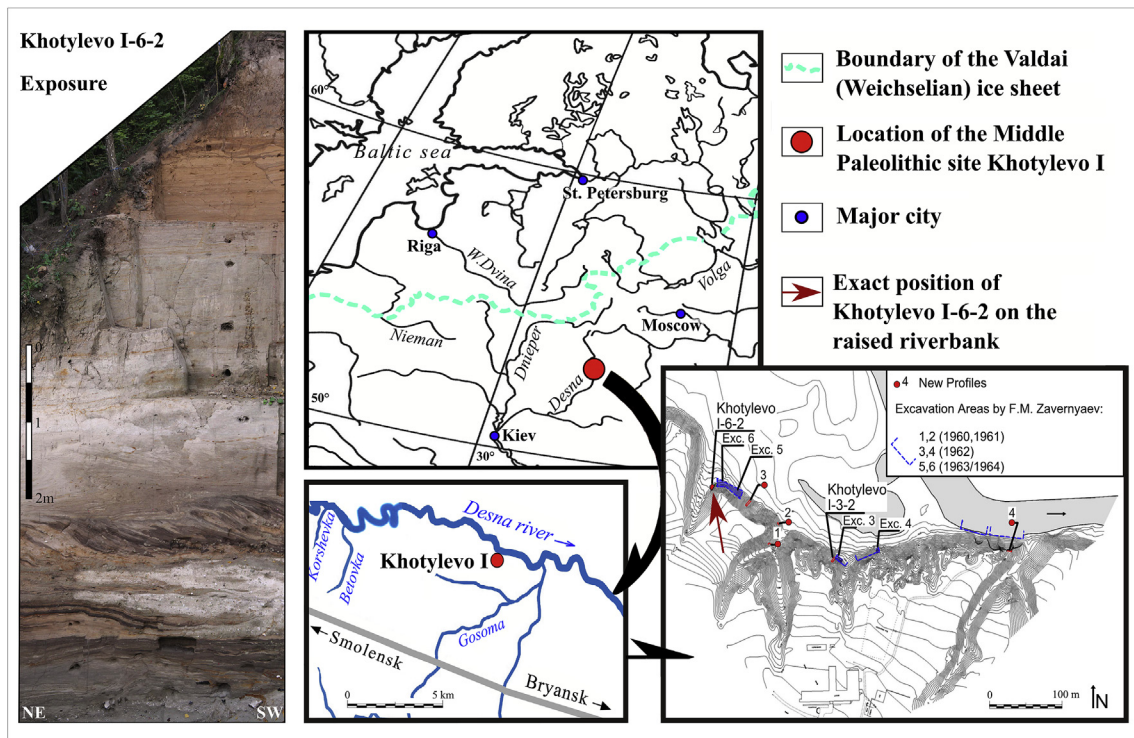 Khotylevo I-6-2
Exposure
0
1
2m
NE
SW
60°
Baltic sea
St. Petersburg
Riga
W.Dvina
Volga
Nieman
Dnieper
Moscow
Desna
50°
Kiev
30°
Boundary of the Valdai
(Weichselian) ice sheet
Location of the Middle
Paleolithic site Khotylevo I
Major city
Exact position of
Khotylevo I-6-2 on the
raised riverbank
Desna river
Korshevka
Betovka
Khotylevo I
Gosoma
Smolensk
Bryansk
0
5 km
4 New Profiles
Excavation Areas by F.M. Zavernyaev:
1,2 (1960,1961)
3,4 (1962)
5,6 (1963/1964)
Khotylevo
I-6-2
Exc. 6
Exc. 5
3
Khotylevo
I-3-2
2
Exc. 3
Exc. 4
4
1
0
100 m
N